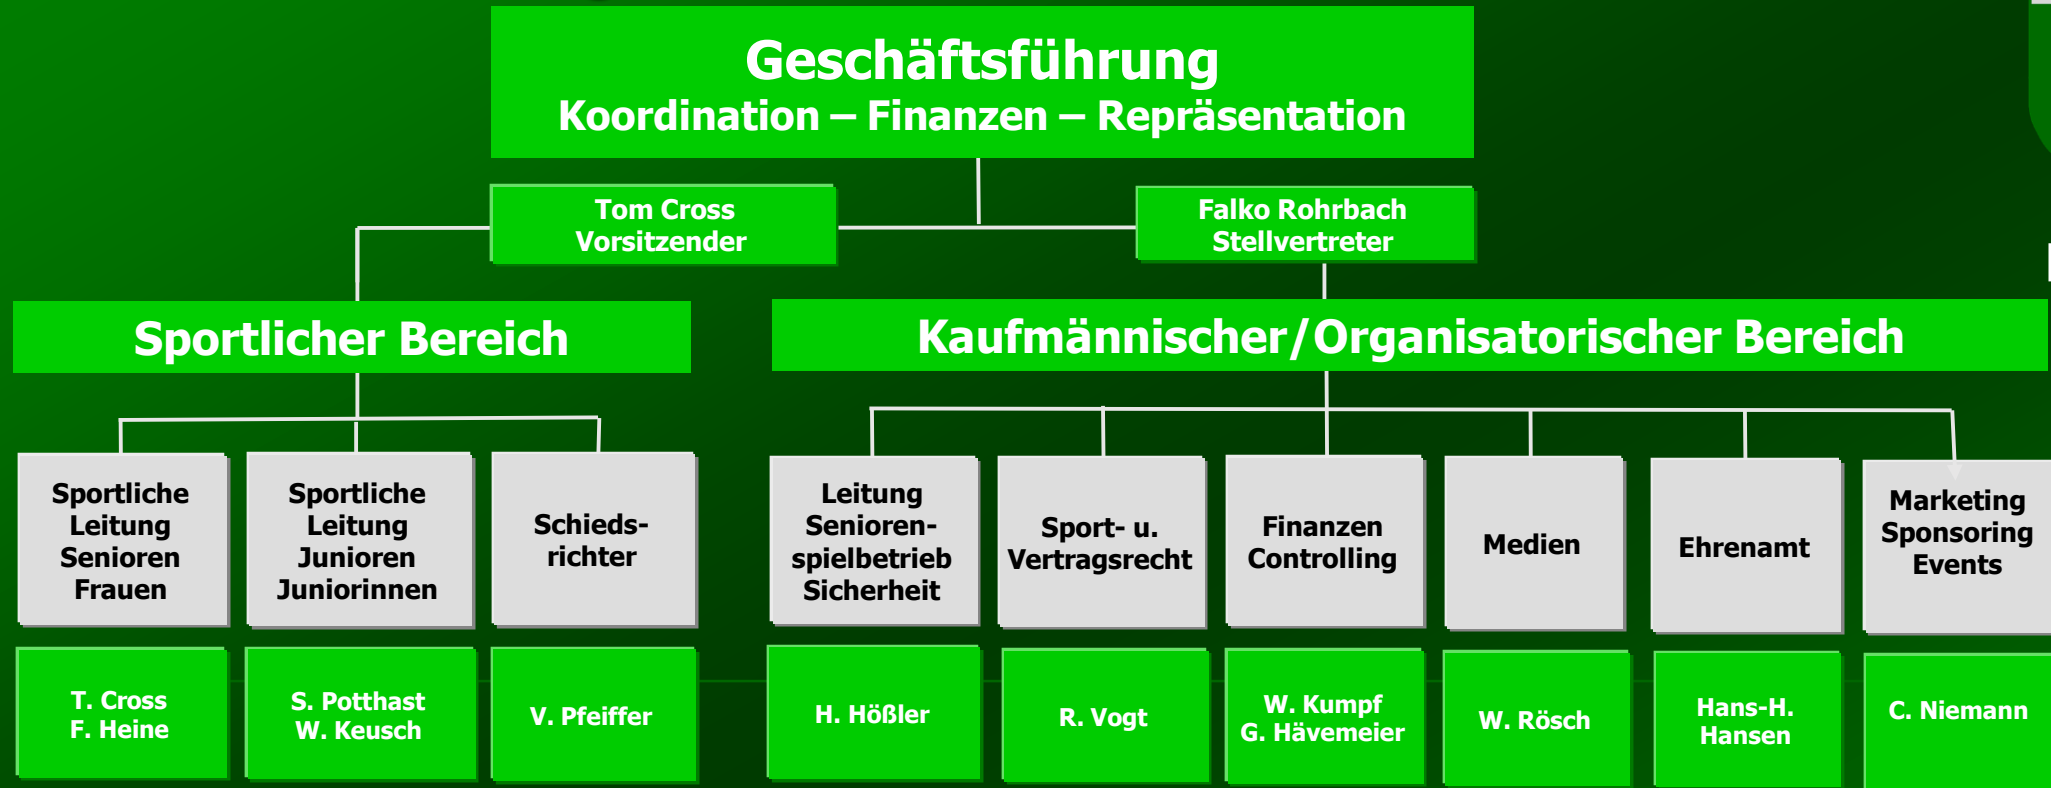 Geschäftsführung
Koordination – Finanzen – Repräsentation
Tom Cross
Vorsitzender
Falko Rohrbach
Stellvertreter
Sportlicher Bereich
Kaufmännischer/Organisatorischer Bereich
Sportliche
Leitung
Senioren
Frauen
Sportliche
Leitung
Junioren
Juniorinnen
Schieds-
richter
Leitung
Senioren-
spielbetrieb
Sicherheit
Sport- u.
Vertragsrecht
Finanzen
Controlling
Medien
Ehrenamt
Marketing
Sponsoring
Events
T. Cross
F. Heine
S. Potthast
W. Keusch
V. Pfeiffer
H. Hößler
R. Vogt
W. Kumpf
G. Hävemeier
W. Rösch
Hans-H.
Hansen
C. Niemann